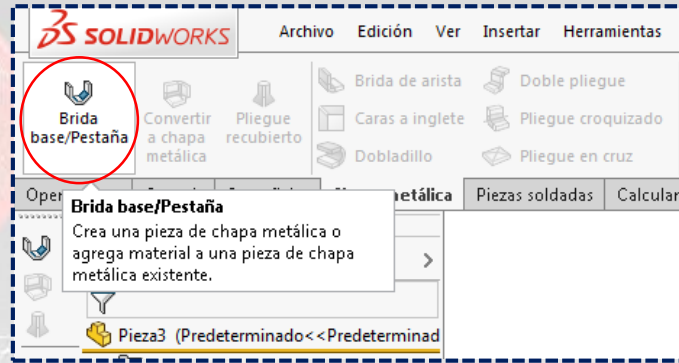 SOLIDWORKS
Archivo Edición Ver Insertar Herramientas
Brida base/Pestaña
Convertir a chapa metálica
Pliegue recubierto
Brida de arista
Doble pliegue
Caras a inglete
Pliegue croquizado
Dobladillo
Pliegue en cruz
metálica
Piezas soldadas
Calcular
Brida base/Pestaña
Crea una pieza de chapa metálica o
agrega material a una pieza de chapa
metálica existente.
Pieza3 (Predeterminado<<Predeterminad